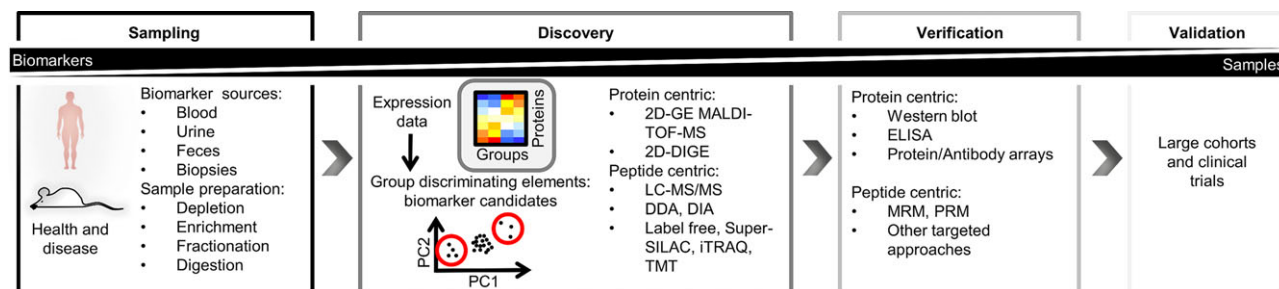 Sampling
Discovery
Verification
Validation
Biomarkers
Samples
Health and
disease
Biomarker sources:
• Blood
• Urine
• Feces
• Biopsies
Sample preparation:
• Depletion
• Enrichment
• Fractionation
• Digestion
Expression
data
Proteins
Groups
Group discriminating elements:
biomarker candidates
PC2
PC1
Protein centric:
• 2D-GE MALDI-
TOF-MS
• 2D-DIGE
Peptide centric:
• LC-MS/MS
• DDA, DIA
• Label free, Super-
SILAC, iTRAQ,
TMT
Protein centric:
• Western blot
• ELISA
• Protein/Antibody arrays
Peptide centric:
• MRM, PRM
• Other targeted
approaches
Large cohorts
and clinical
trials